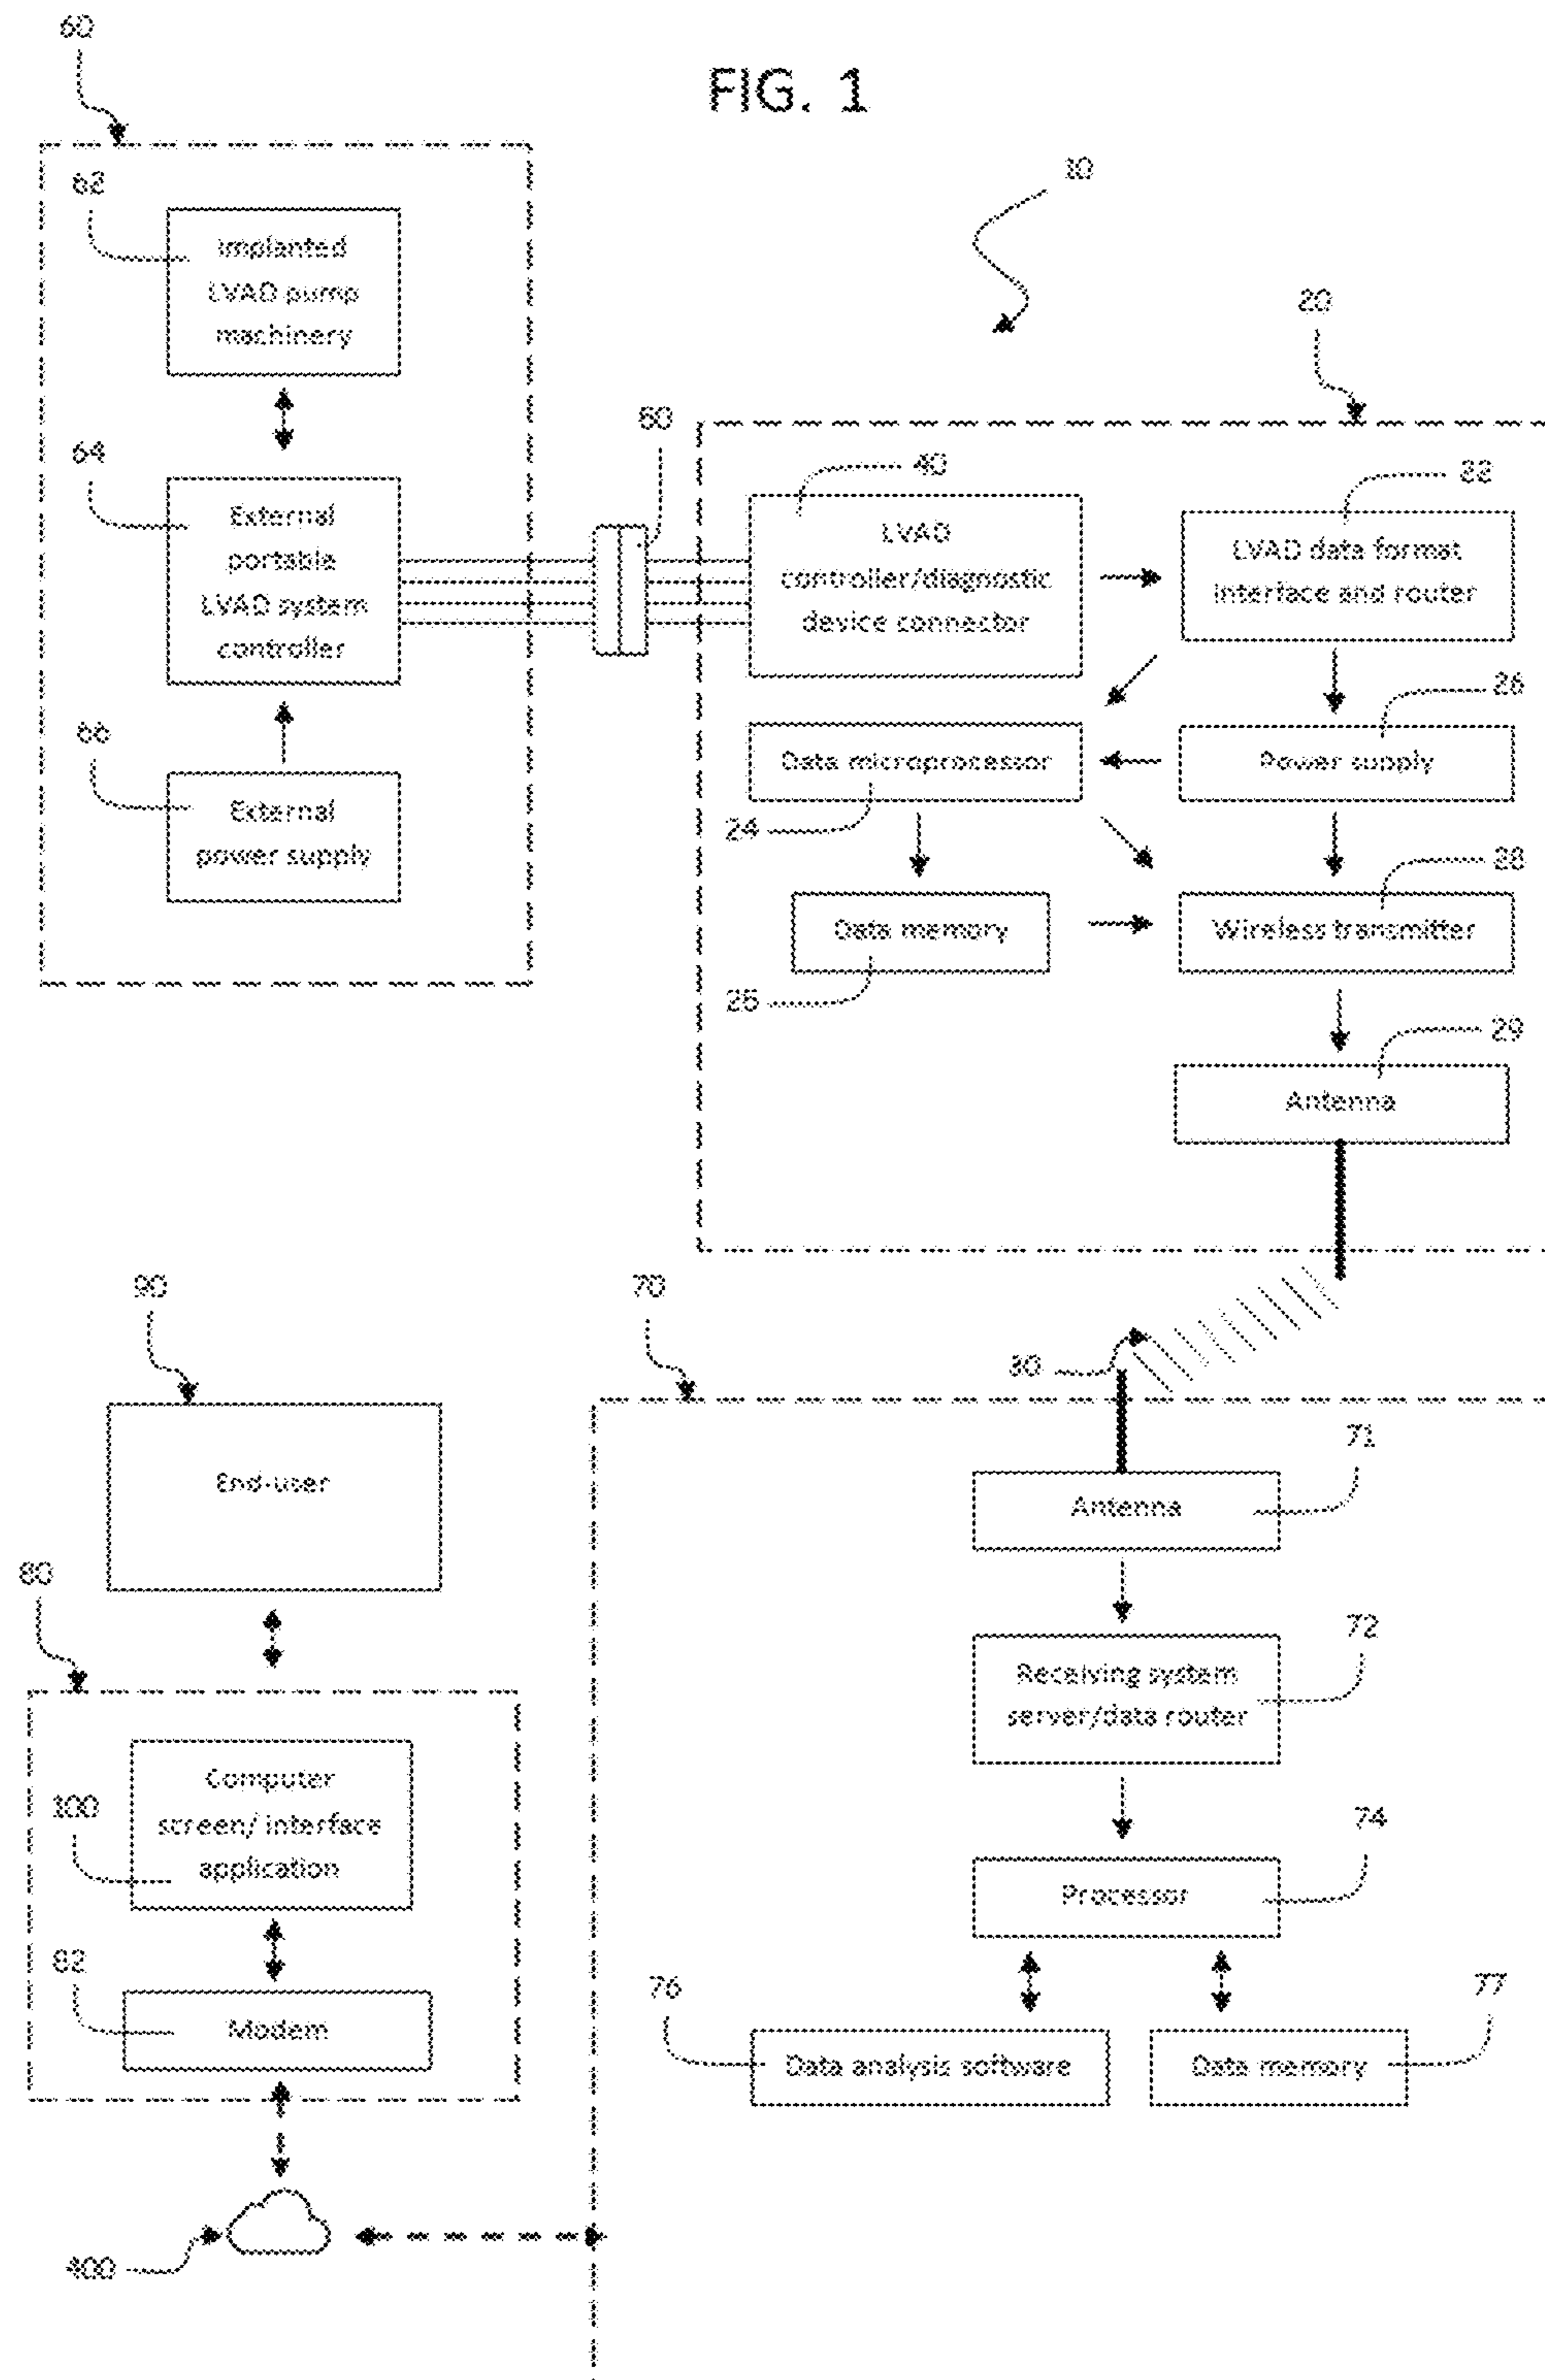 FIG. 1
60
10
62
Implanted
LVAD pump
machinery
20
64
External
portable
LVAD system
controller
66
External
power supply
40
LVAD
controller/diagnostic
device connector
22
LVAD data format
interface and router
26
Power supply
Data microprocessor
24
28
Wireless transmitter
Data memory
25
29
Antenna
30
90
End-user
70
71
Antenna
72
Receiving system
server/data router
74
Processor
76
Data analysis software
77
Data memory
80
100
Computer
screen/ interface
application
82
Modem
400